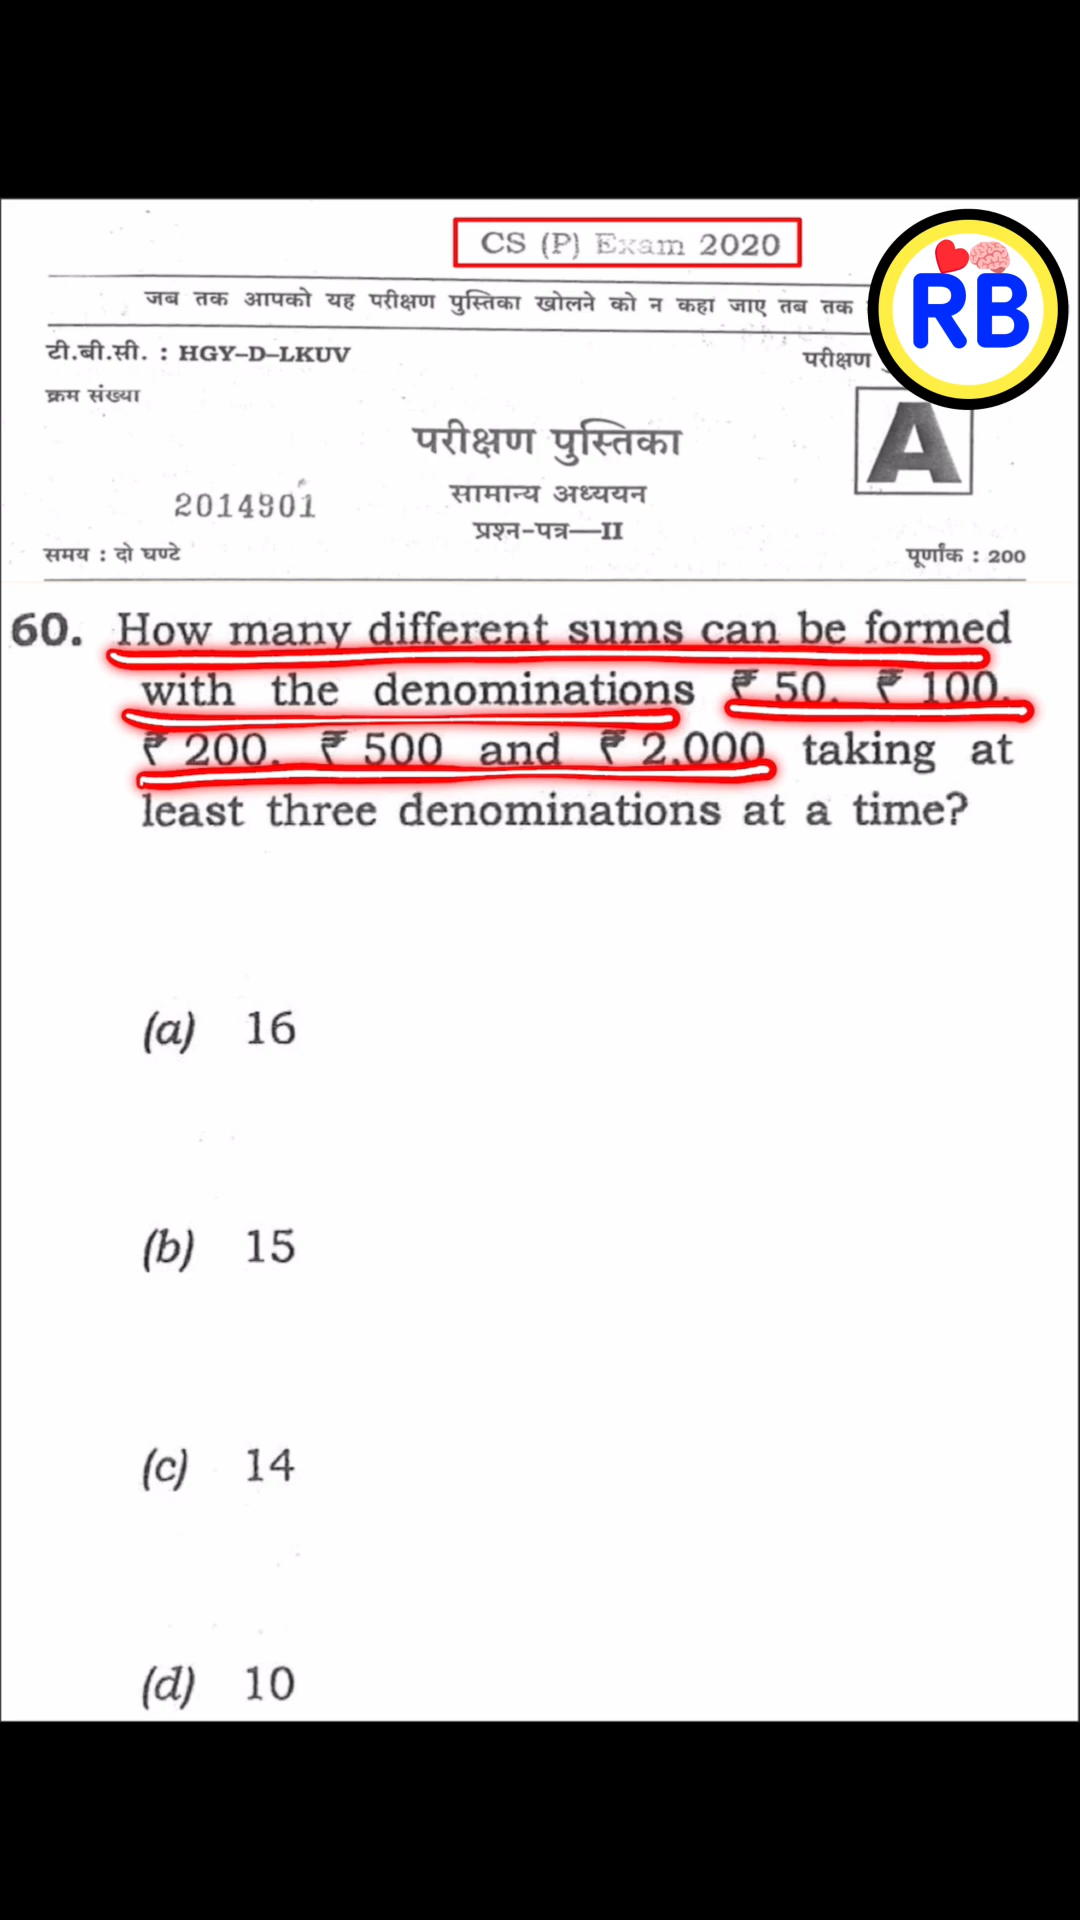 CS (P) Exam 2020
RB
जब तक आपको यह परीक्षण पुस्तिका खोलने को न कहा जाए तब तक
टी.बी.सी. : HGY-D-LKUV
परीक्षण
क्रम संख्या
A
परीक्षण पुस्तिका
2014901
सामान्य अध्ययन
प्रश्न-पत्र—II
समय : दो घण्टे
पूर्णांक : 200
60. How many different sums can be formed
with the denominations ₹ 50, ₹ 100,
₹ 200, ₹ 500 and ₹ 2,000 taking at
least three denominations at a time?
(a) 16
(b) 15
(c) 14
(d) 10